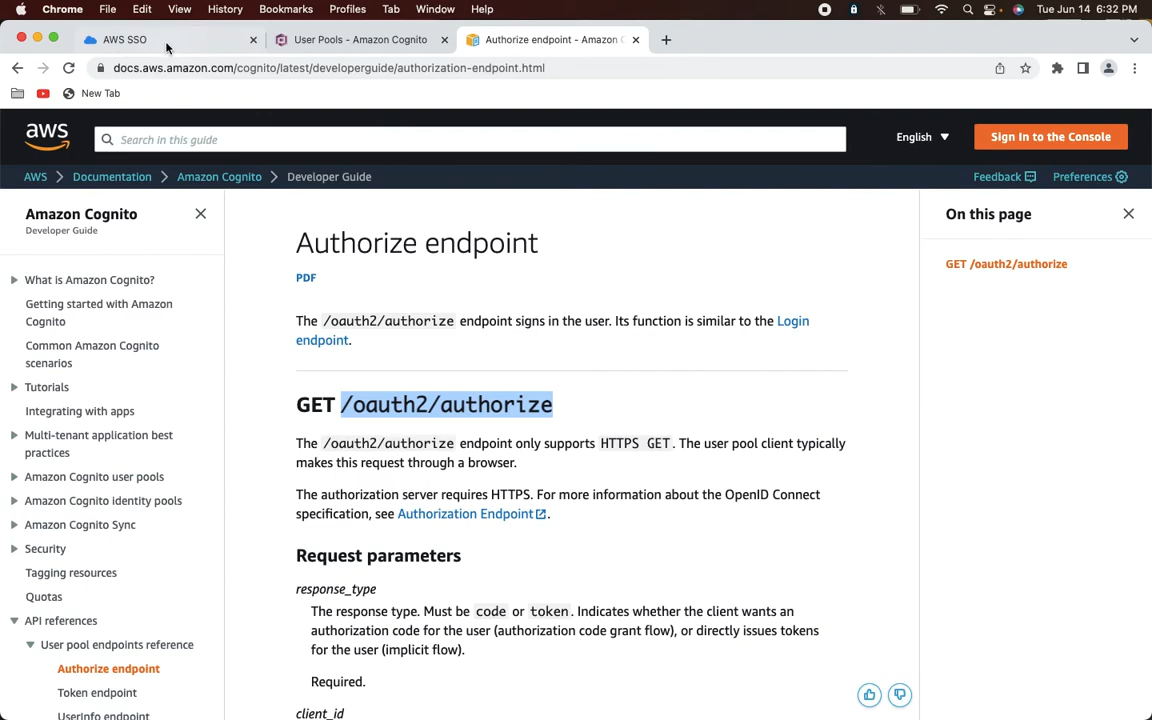 Chrome File Edit View History Bookmarks Profiles Tab Window Help Tue Jun 14 6:32 PM
AWS SSO User Pools - Amazon Cognito Authorize endpoint - Amazon C
docs.aws.amazon.com/cognito/latest/developerguide/authorization-endpoint.html
New Tab
aws Search in this guide English Sign In to the Console
AWS Documentation Amazon Cognito Developer Guide Feedback Preferences
Amazon Cognito
Developer Guide
What is Amazon Cognito?
Getting started with Amazon
Cognito
Common Amazon Cognito
scenarios
Tutorials
Integrating with apps
Multi-tenant application best
practices
Amazon Cognito user pools
Amazon Cognito identity pools
Amazon Cognito Sync
Security
Tagging resources
Quotas
API references
User pool endpoints reference
Authorize endpoint
Token endpoint
UserInfo endpoint
Authorize endpoint
PDF
The /oauth2/authorize endpoint signs in the user. Its function is similar to the Login
endpoint.
GET /oauth2/authorize
The /oauth2/authorize endpoint only supports HTTPS GET. The user pool client typically
makes this request through a browser.
The authorization server requires HTTPS. For more information about the OpenID Connect
specification, see Authorization Endpoint.
Request parameters
response_type
The response type. Must be code or token. Indicates whether the client wants an
authorization code for the user (authorization code grant flow), or directly issues tokens
for the user (implicit flow).
Required.
client_id
On this page
GET /oauth2/authorize